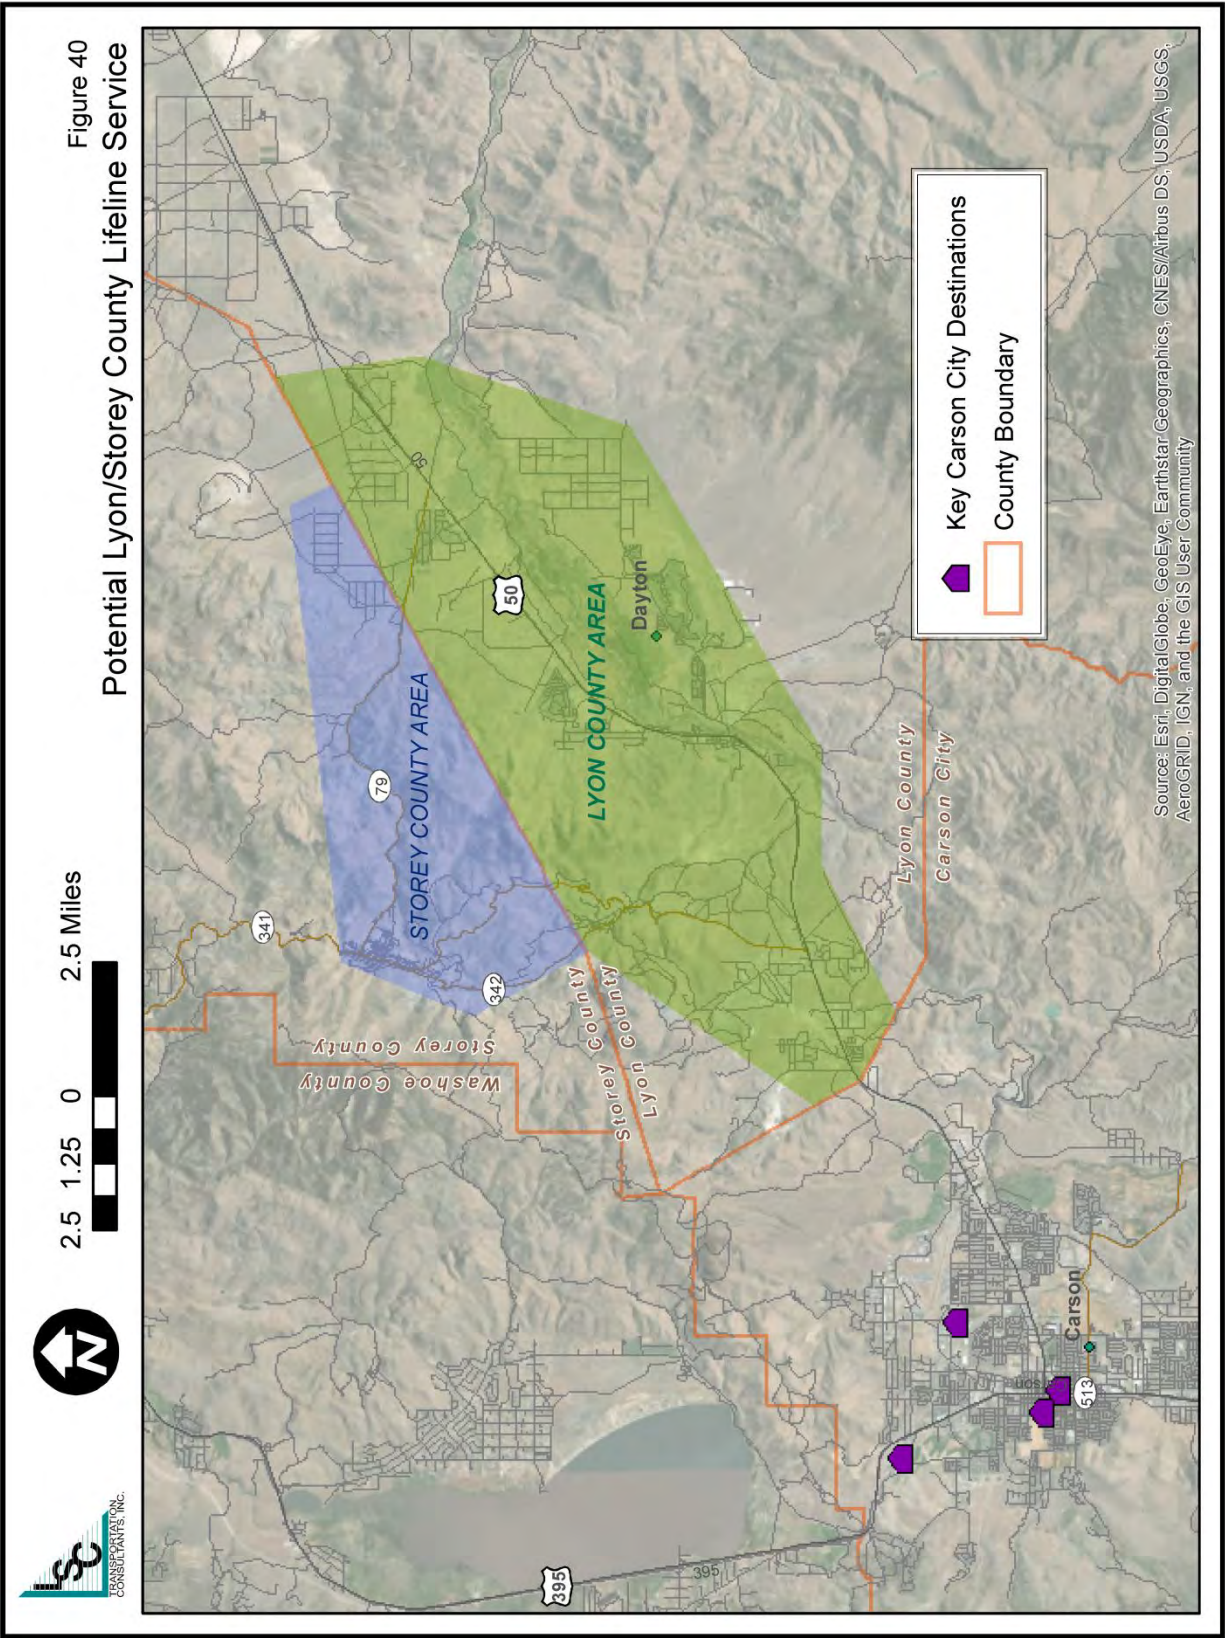 Figure 40
Potential Lyon/Storey County Lifeline Service
LSC
TRANSPORTATION
CONSULTANTS, INC.
N
2.5 1.25 0 2.5 Miles
341
79
342
50
50
395
395
513
STOREY COUNTY AREA
LYON COUNTY AREA
Dayton
Washoe County
Storey County
Storey County
Lyon County
Lyon County
Carson City
Carson
Key Carson City Destinations
County Boundary
Source: Esri, DigitalGlobe, GeoEye, Earthstar Geographics, CNES/Airbus DS, USDA, USGS,
AeroGRID, IGN, and the GIS User Community